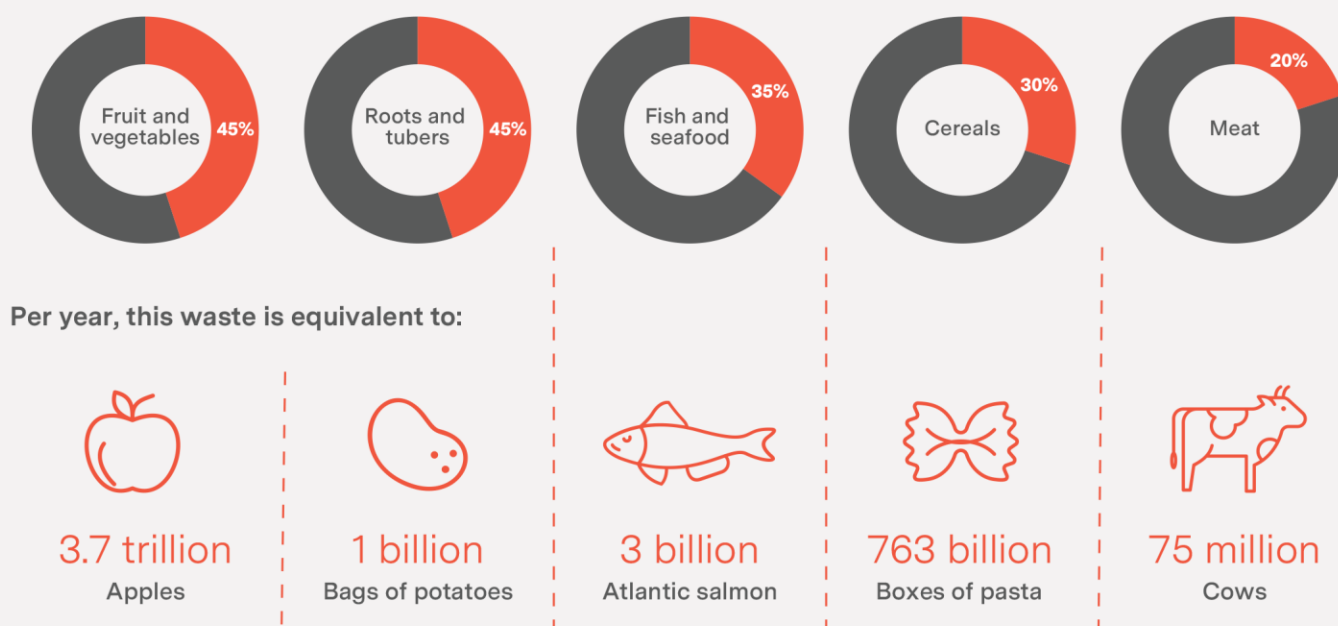 Fruit and
vegetables
45%
Roots and
tubers
45%
Fish and
seafood
35%
Cereals
30%
Meat
20%
Per year, this waste is equivalent to:
3.7 trillion
Apples
1 billion
Bags of potatoes
3 billion
Atlantic salmon
763 billion
Boxes of pasta
75 million
Cows